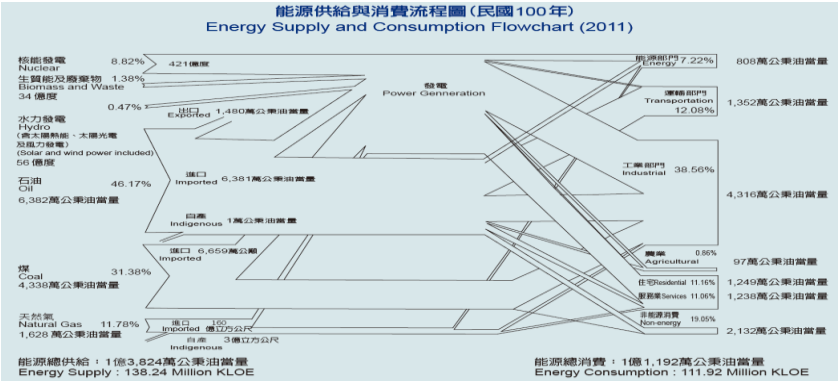 能源供給與消費流程圖(民國100年)
Energy Supply and Consumption Flowchart (2011)
核能發電 8.82% 421億度
Nuclear
生質能及廢棄物 1.38%
Biomass and Waste
34 億度
0.47%
水力發電
Hydro
(含太陽熱能、太陽光電
及風力發電)
(Solar and wind power included)
56 億度
石油 46.17%
Oil
6,382萬公秉油當量
煤 31.38%
Coal
4,338萬公秉油當量
天然氣 11.78%
Natural Gas
1,628 萬公秉油當量
出口 1,480萬公秉油當量
Exported
進口 6,381萬公秉油當量
Imported
自產 1萬公秉油當量
Indigenous
進口 6,659萬公噸
Imported
進口 160
Imported 億立方公尺
自產 3億立方公尺
Indigenous
發電
Power Genneration
能源部門 7.22% 808萬公秉油當量
Energy
運輸部門 1,352萬公秉油當量
Transportation
12.08%
工業部門 38.56%
Industrial
4,316萬公秉油當量
農業 0.86% 97萬公秉油當量
Agricultural
住宅Residential 11.16% 1,249萬公秉油當量
服務業Services 11.06% 1,238萬公秉油當量
非能源消費 19.05%
Non-energy
2,132萬公秉油當量
能源總供給：1億3,824萬公秉油當量
Energy Supply : 138.24 Million KLOE
能源總消費：1億1,192萬公秉油當量
Energy Consumption : 111.92 Million KLOE